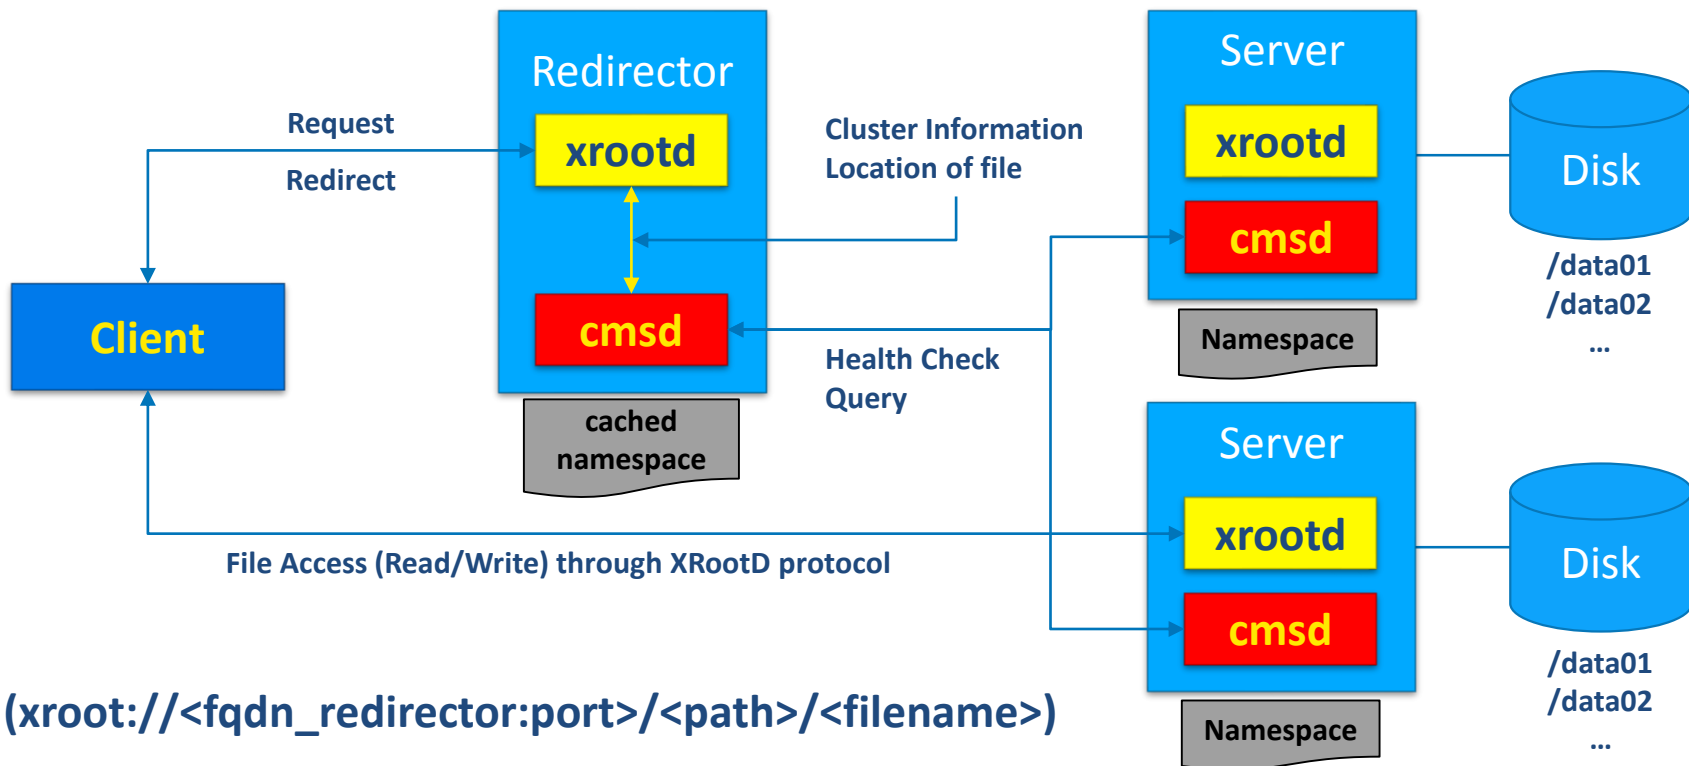 Redirector
xrootd
cmsd
cached
namespace
Request
Redirect
Client
Cluster Information
Location of file
Health Check
Query
Server
xrootd
cmsd
Namespace
Disk
/data01
/data02
...
Server
xrootd
cmsd
Namespace
Disk
/data01
/data02
...
File Access (Read/Write) through XRootD protocol
(xroot://<fqdn_redirector:port>/<path>/<filename>)